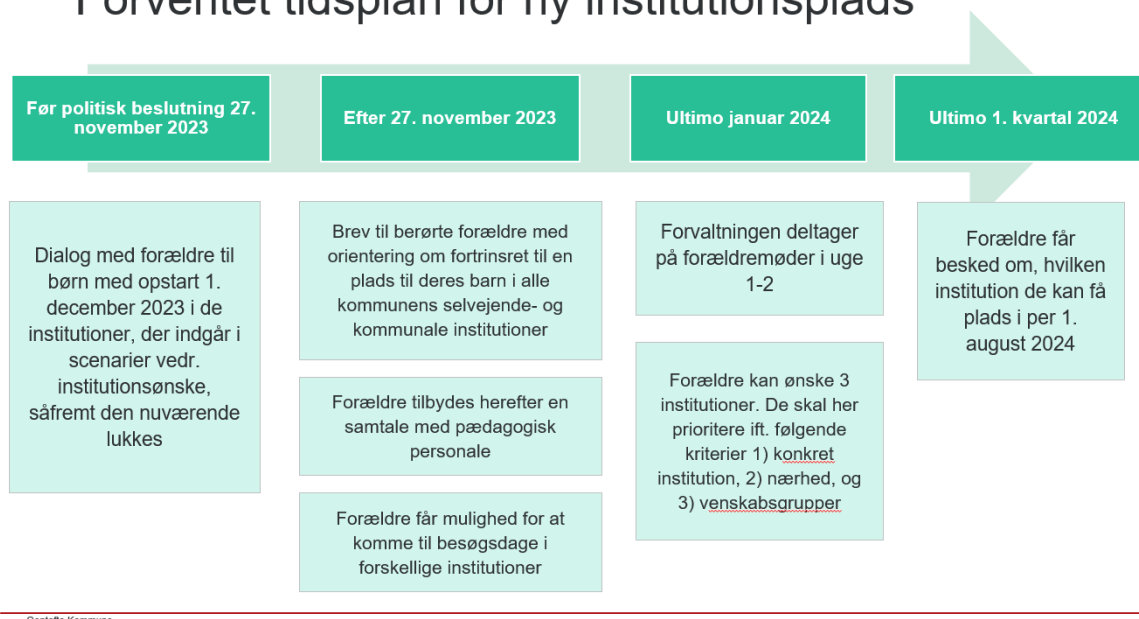 Forventet tidsplan for ny institutionsplads
Før politisk beslutning 27.
november 2023
Efter 27. november 2023
Ultimo januar 2024
Ultimo 1. kvartal 2024
Dialog med forældre til
børn med opstart 1.
december 2023 i de
institutioner, der indgår i
scenarier vedr.
institutionsønske,
såfremt den nuværende
lukkes
Brev til berørte forældre med
orientering om fortrinsret til en
plads til deres barn i alle
kommunens selvejende- og
kommunale institutioner
Forældre tilbydes herefter en
samtale med pædagogisk
personale
Forældre får mulighed for at
komme til besøgsdage i
forskellige institutioner
Forvaltningen deltager
på forældremøder i uge
1-2
Forældre kan ønske 3
institutioner. De skal her
prioritere ift. følgende
kriterier 1) konkret
institution, 2) nærhed, og
3) venskabsgrupper
Forældre får
besked om, hvilken
institution de kan få
plads i per 1.
august 2024
Gentofte Kommune